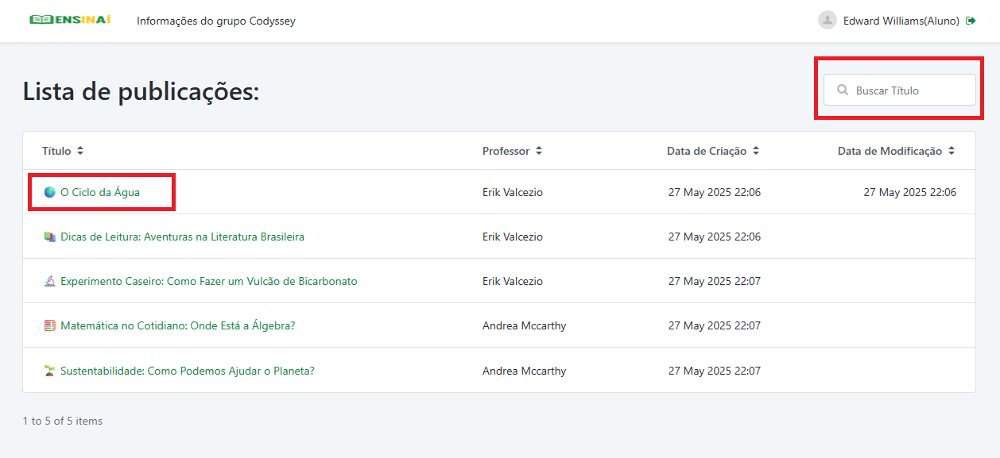 ENSINAÍ Informações do grupo Codyssey Edward Williams(Aluno)
Lista de publicações: Buscar Título
Título Professor Data de Criação Data de Modificação
O Ciclo da Água Erik Valcezio 27 May 2025 22:06 27 May 2025 22:06
Dicas de Leitura: Aventuras na Literatura Brasileira Erik Valcezio 27 May 2025 22:06
Experimento Caseiro: Como Fazer um Vulcão de Bicarbonato Erik Valcezio 27 May 2025 22:07
Matemática no Cotidiano: Onde Está a Álgebra? Andrea Mccarthy 27 May 2025 22:07
Sustentabilidade: Como Podemos Ajudar o Planeta? Andrea Mccarthy 27 May 2025 22:07
1 to 5 of 5 items